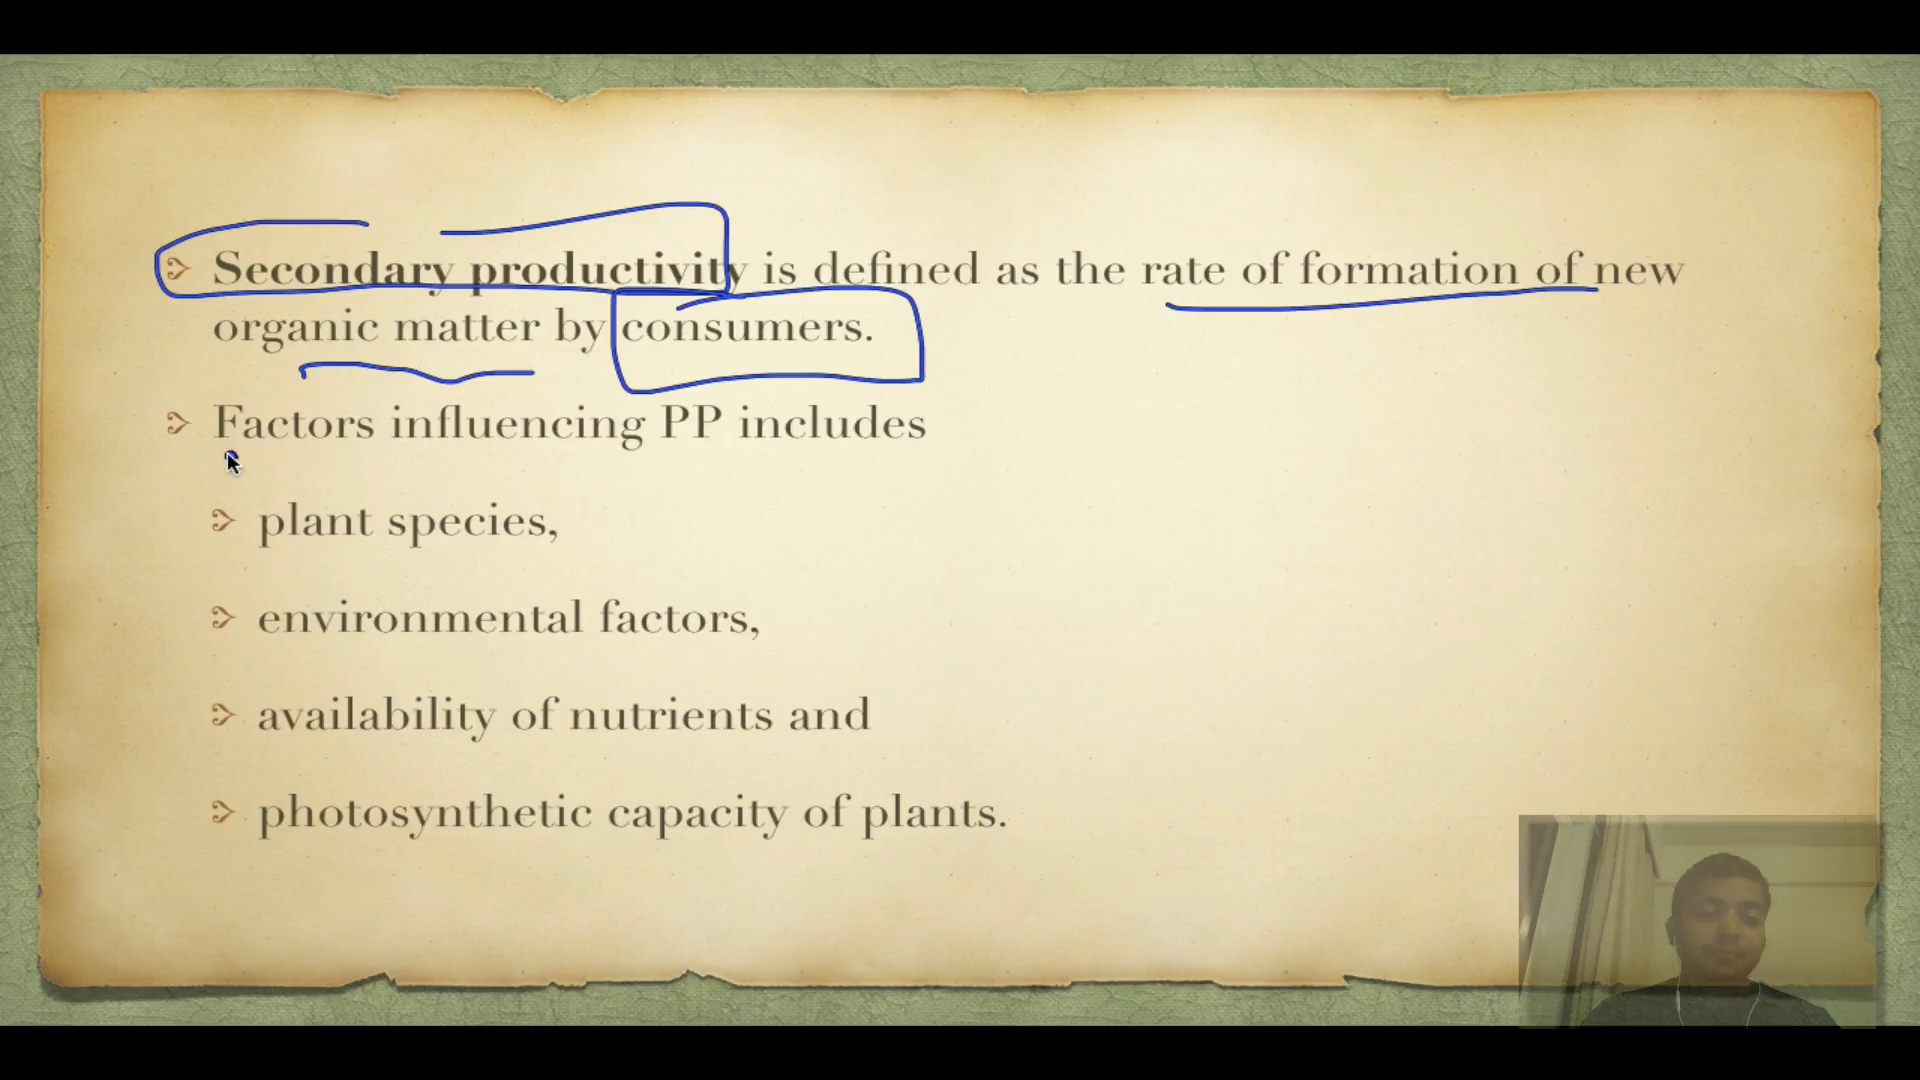 Secondary productivity is defined as the rate of formation of new
organic matter by consumers.
Factors influencing PP includes
plant species,
environmental factors,
availability of nutrients and
photosynthetic capacity of plants.